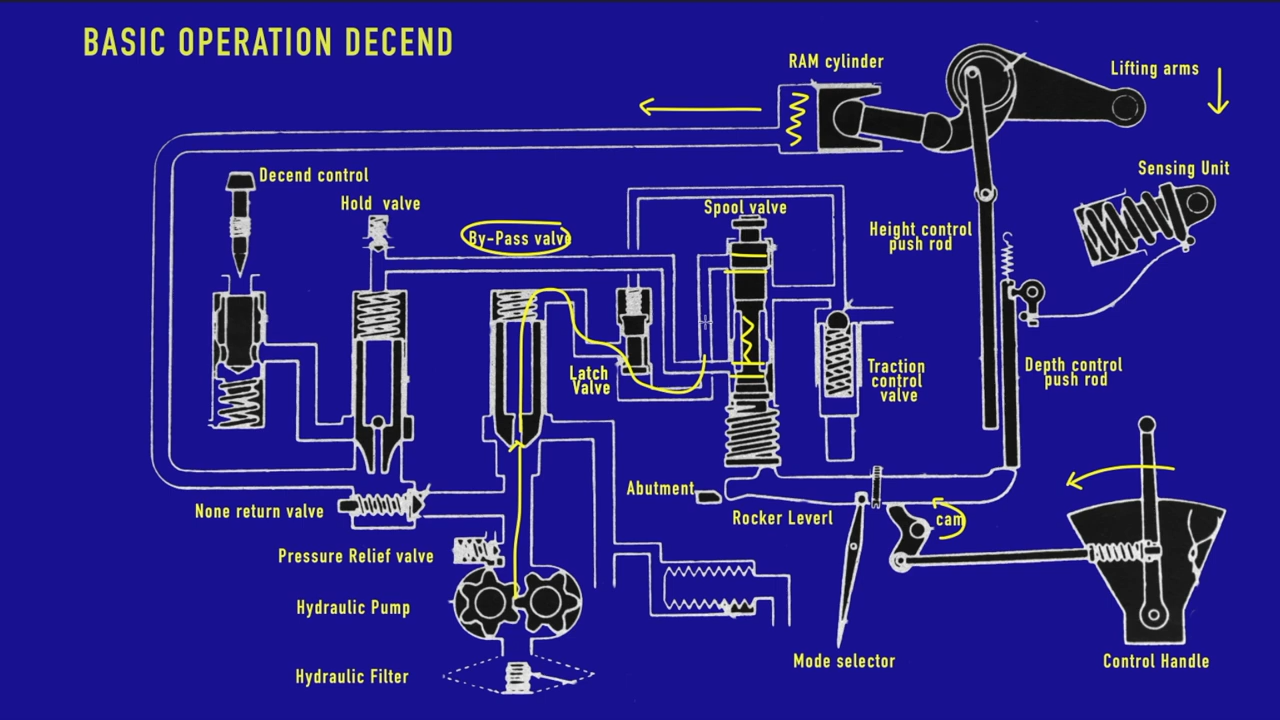 BASIC OPERATION DECEND
RAM cylinder
Lifting arms
Sensing Unit
Decend control
Hold valve
Spool valve
By-Pass valve
Height control
push rod
Latch
Valve
Traction
control
valve
Depth control
push rod
Abutment
None return valve
Rocker Leverl
cam
Pressure Relief valve
Hydraulic Pump
Mode selector
Control Handle
Hydraulic Filter